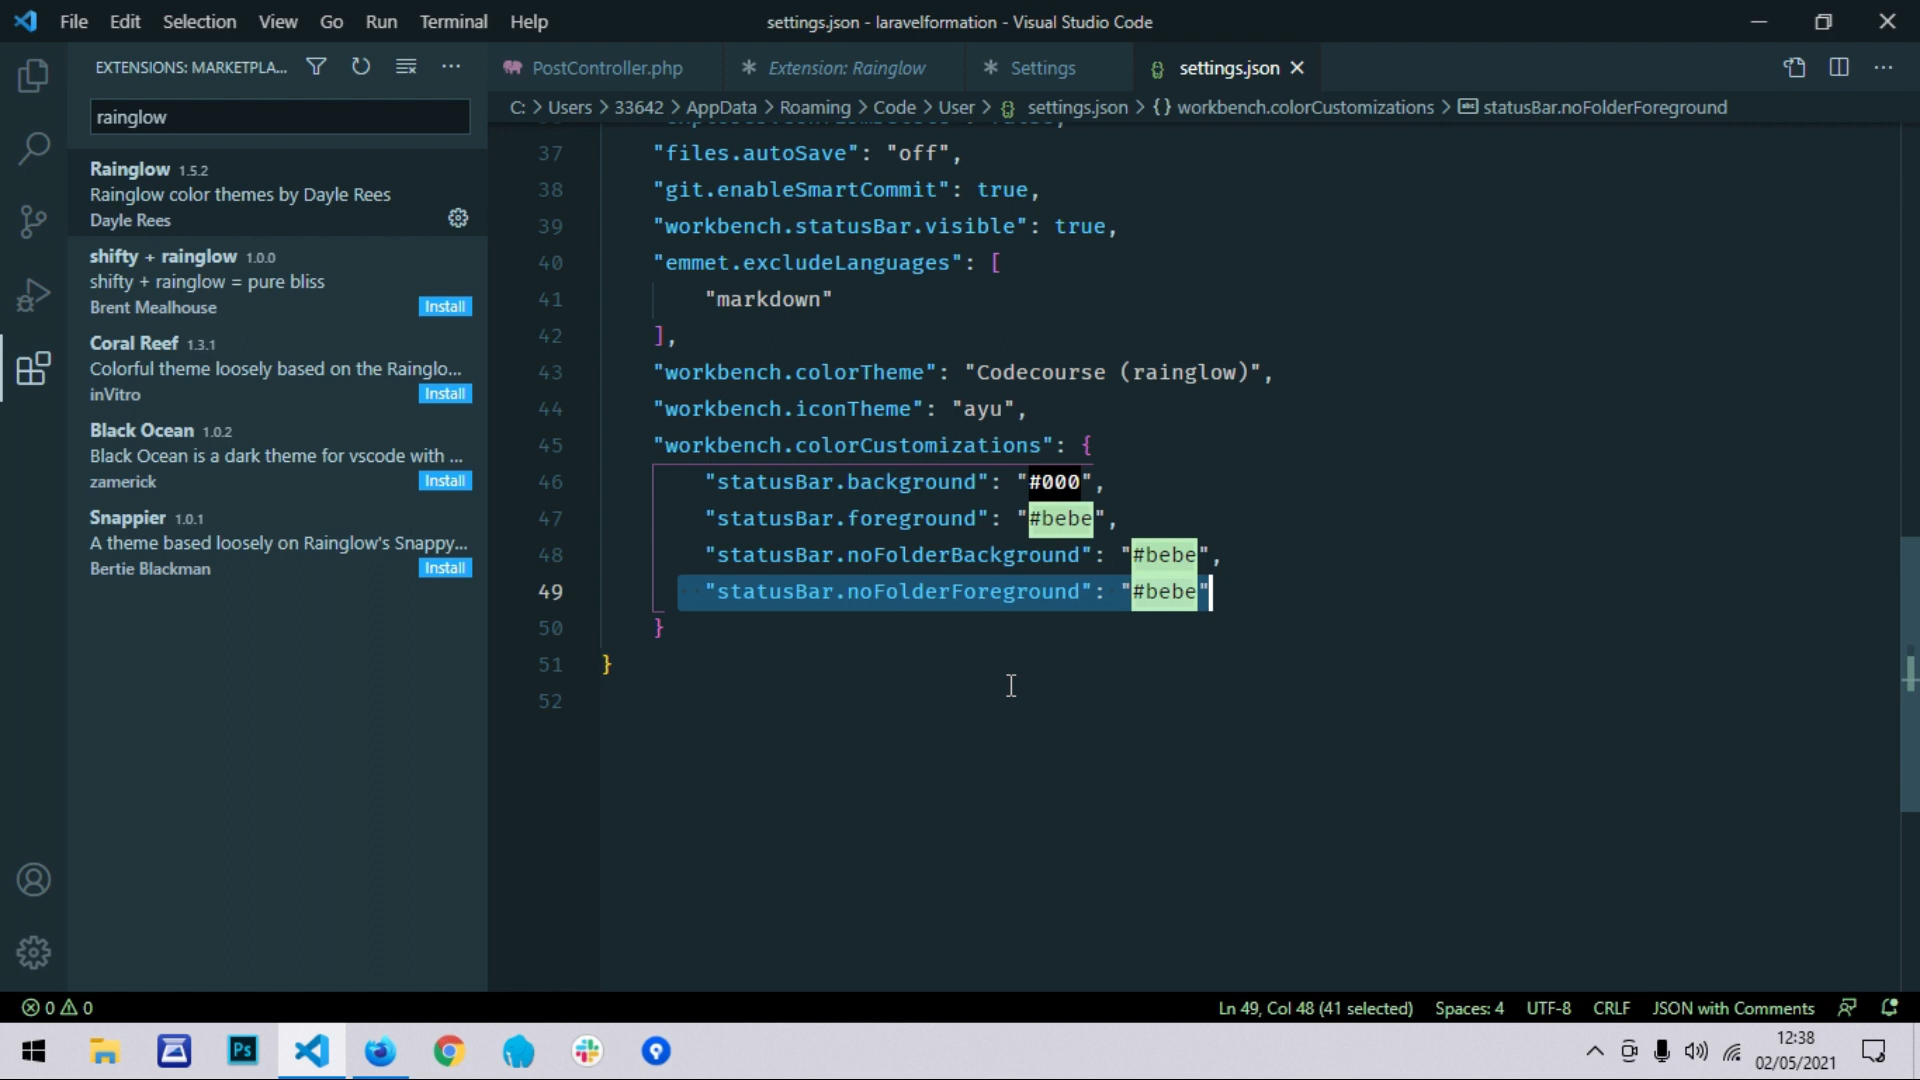 File Edit Selection View Go Run Terminal Help
settings.json - laravelformation - Visual Studio Code
EXTENSIONS: MARKETPLA...
PostController.php
Extension: Rainglow
Settings
settings.json
rainglow
C: > Users > 33642 > AppData > Roaming > Code > User > settings.json > {} workbench.colorCustomizations > statusBar.noFolderForeground
Rainglow 1.5.2
Rainglow color themes by Dayle Rees
Dayle Rees
shifty + rainglow 1.0.0
shifty + rainglow = pure bliss
Brent Mealhouse
Install
Coral Reef 1.3.1
Colorful theme loosely based on the Rainglo...
inVitro
Install
Black Ocean 1.0.2
Black Ocean is a dark theme for vscode with ...
zamerick
Install
Snappier 1.0.1
A theme based loosely on Rainglow's Snappy...
Bertie Blackman
Install
37 "files.autoSave": "off",
38 "git.enableSmartCommit": true,
39 "workbench.statusBar.visible": true,
40 "emmet.excludeLanguages": [
41 "markdown"
42 ],
43 "workbench.colorTheme": "Codecourse (rainglow)",
44 "workbench.iconTheme": "ayu",
45 "workbench.colorCustomizations": {
46 "statusBar.background": "#000",
47 "statusBar.foreground": "#bebe",
48 "statusBar.noFolderBackground": "#bebe",
49 "statusBar.noFolderForeground": "#bebe"
50 }
51 }
52
0 0
Ln 49, Col 48 (41 selected) Spaces: 4 UTF-8 CRLF JSON with Comments
Ps
12:38
02/05/2021